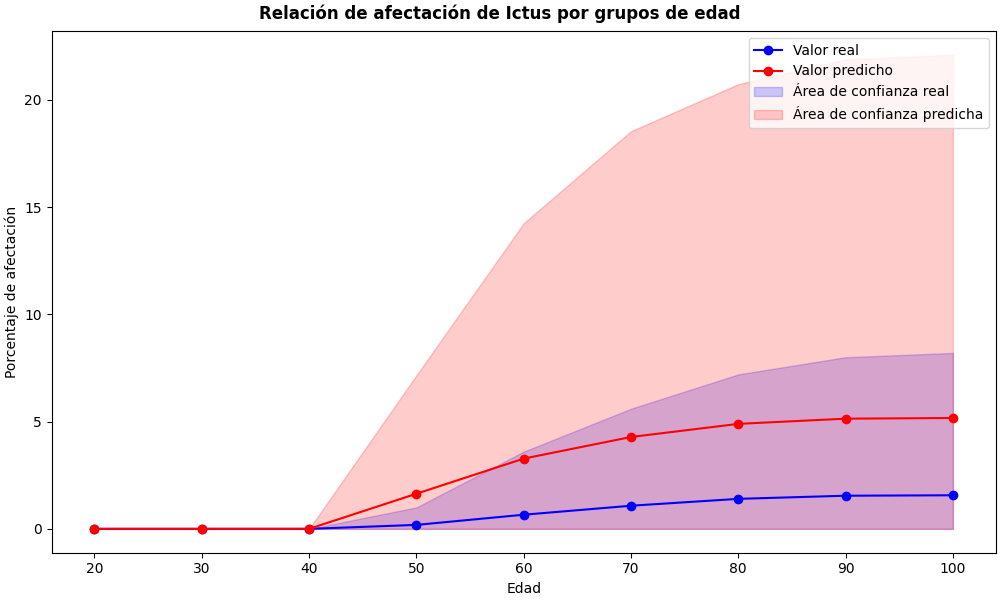 Relación de afectación de Ictus por grupos de edad
Valor real
Valor predicho
Área de confianza real
Área de confianza predicha
Porcentaje de afectación
20
15
10
5
0
20 30 40 50 60 70 80 90 100
Edad